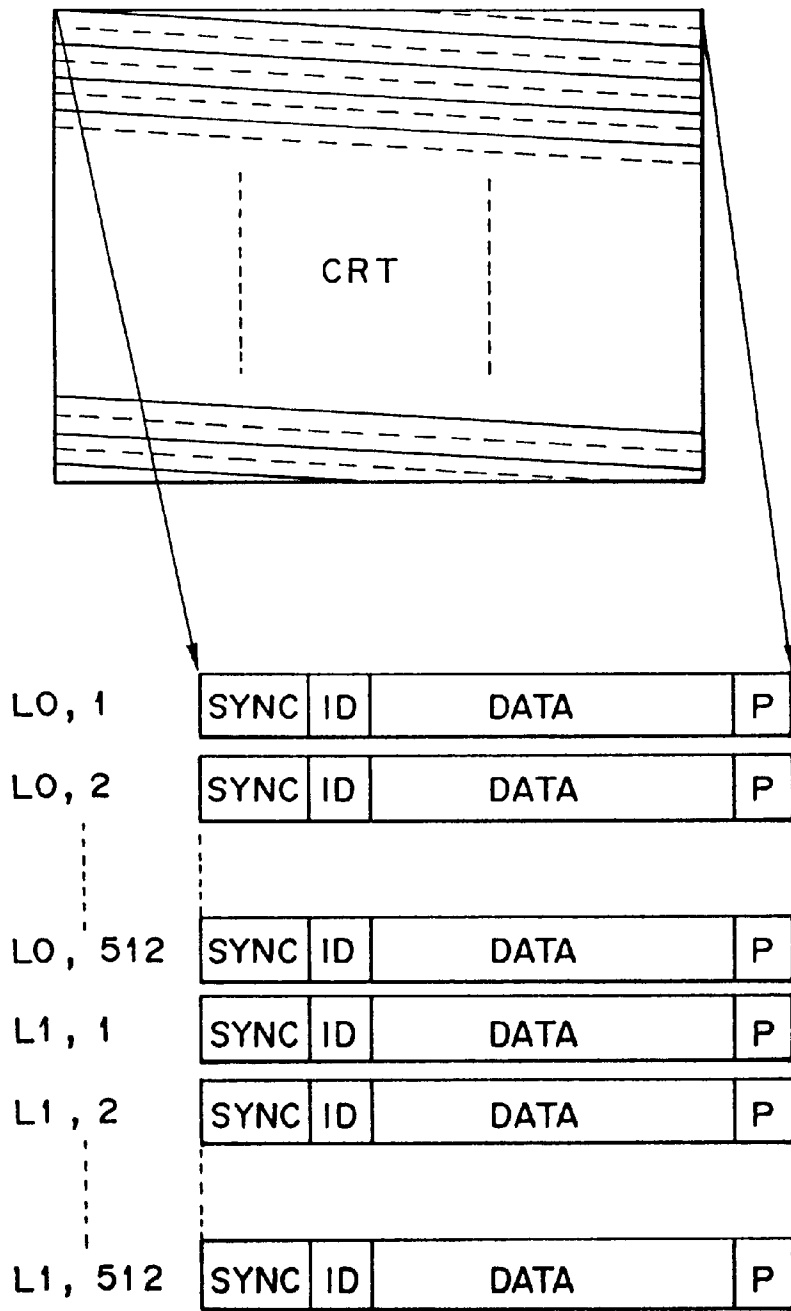 CRT
L0, 1 SYNC ID DATA P
L0, 2 SYNC ID DATA P
L0, 512 SYNC ID DATA P
L1, 1 SYNC ID DATA P
L1, 2 SYNC ID DATA P
L1, 512 SYNC ID DATA P